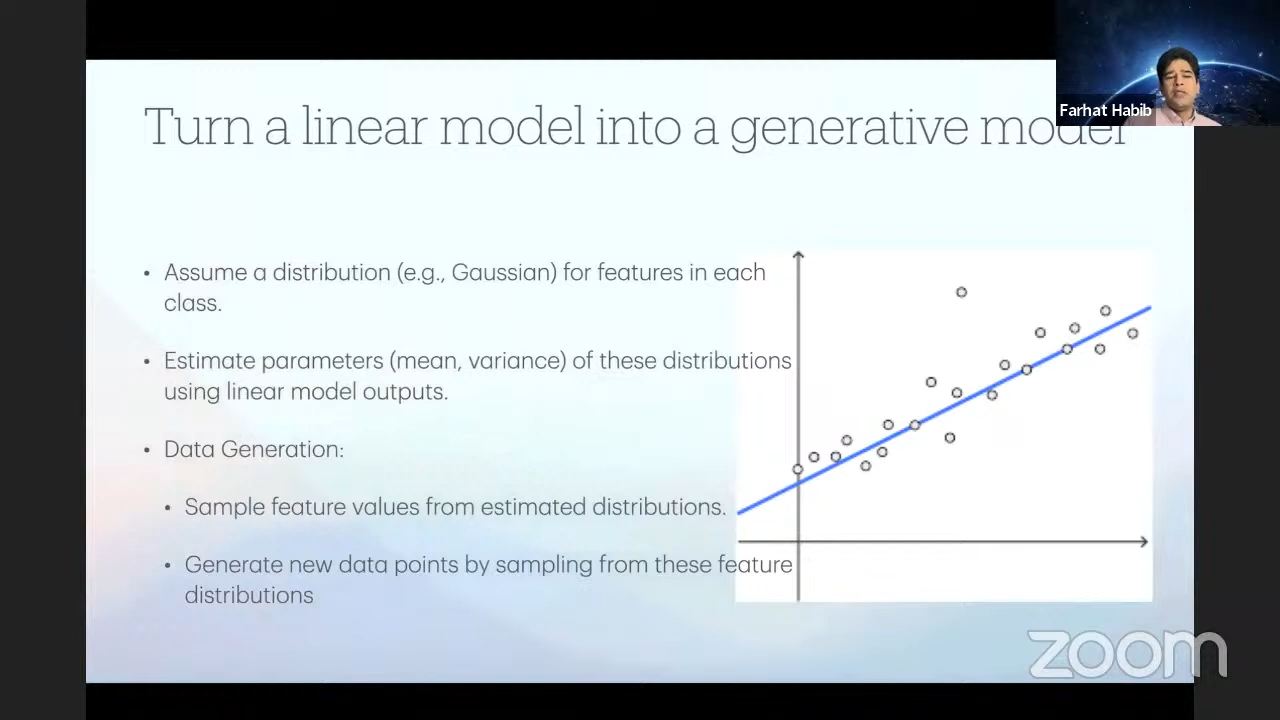 Farhat Habib
Turn a linear model into a generative model
• Assume a distribution (e.g., Gaussian) for features in each
class.
• Estimate parameters (mean, variance) of these distributions
using linear model outputs.
• Data Generation:
• Sample feature values from estimated distributions.
• Generate new data points by sampling from these feature
distributions
zoom